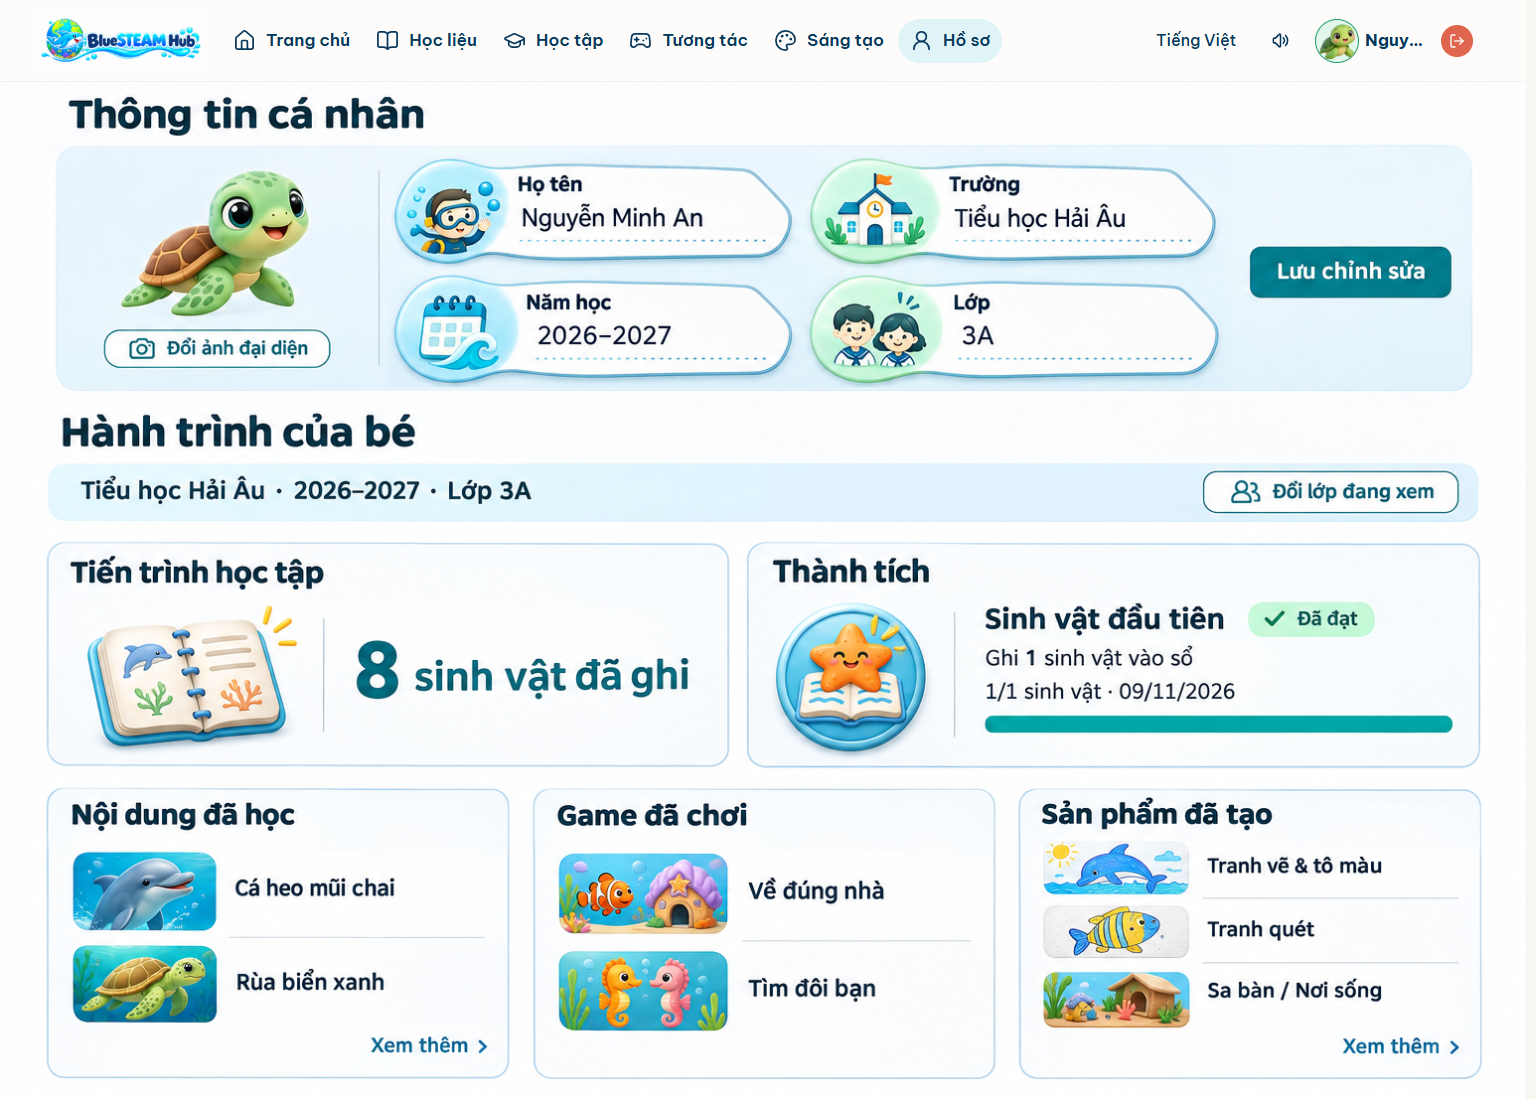 BlueSTEAM Hub
Trang chủ
Học liệu
Học tập
Tương tác
Sáng tạo
Hồ sơ
Tiếng Việt
Nguy...
Thông tin cá nhân
Đổi ảnh đại diện
Họ tên
Nguyễn Minh An
Trường
Tiểu học Hải Âu
Năm học
2026–2027
Lớp
3A
Lưu chỉnh sửa
Hành trình của bé
Tiểu học Hải Âu · 2026–2027 · Lớp 3A
Đổi lớp đang xem
Tiến trình học tập
8 sinh vật đã ghi
Thành tích
Sinh vật đầu tiên
Đã đạt
Ghi 1 sinh vật vào sổ
1/1 sinh vật · 09/11/2026
Nội dung đã học
Cá heo mũi chai
Rùa biển xanh
Xem thêm
Game đã chơi
Về đúng nhà
Tìm đôi bạn
Sản phẩm đã tạo
Tranh vẽ & tô màu
Tranh quét
Sa bàn / Nơi sống
Xem thêm